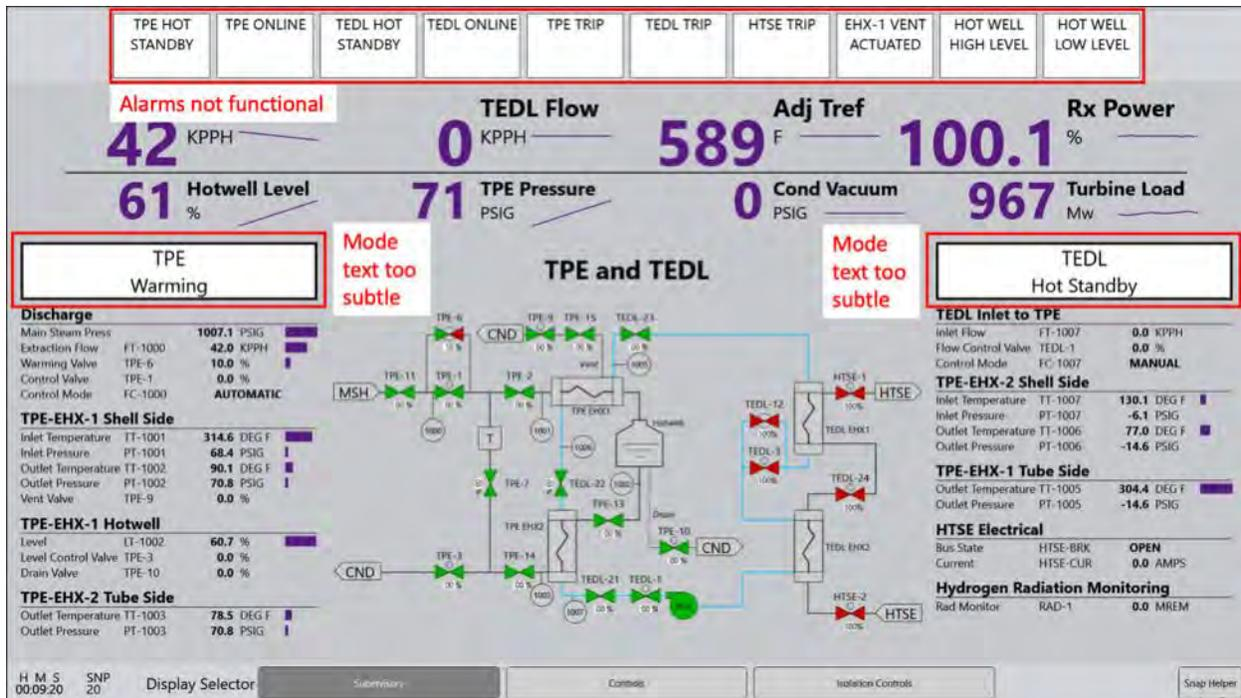 TPE HOT
STANDBY
TPE ONLINE
TEDL HOT
STANDBY
TEDL ONLINE
TPE TRIP
TEDL TRIP
HTSE TRIP
EHX-1 VENT
ACTUATED
HOT WELL
HIGH LEVEL
HOT WELL
LOW LEVEL
Alarms not functional
42 KPPH
TEDL Flow
0 KPPH
Adj Tref
589 F
Rx Power
100.1 %
Hotwell Level
61 %
TPE Pressure
71 PSIG
Cond Vacuum
0 PSIG
Turbine Load
967 Mw
TPE
Warming
Mode
text too
subtle
TPE and TEDL
Mode
text too
subtle
TEDL
Hot Standby
Discharge
Main Steam Press 1007.1 PSIG
Extraction Flow FT-1000 42.0 KPPH
Warming Valve TPE-6 10.0 %
Control Valve TPE-1 0.0 %
Control Mode FC-1000 AUTOMATIC
TPE-EHX-1 Shell Side
Inlet Temperature TT-1001 314.6 DEG F
Inlet Pressure PT-1001 68.4 PSIG
Outlet Temperature TT-1002 90.1 DEG F
Outlet Pressure PT-1002 70.8 PSIG
Vent Valve TPE-9 0.0 %
TPE-EHX-1 Hotwell
Level LT-1002 60.7 %
Level Control Valve TPE-3 0.0 %
Drain Valve TPE-10 0.0 %
TPE-EHX-2 Tube Side
Outlet Temperature TT-1003 78.5 DEG F
Outlet Pressure PT-1003 70.8 PSIG
TPE-6
TPE-9
TPE-15
TEDL-23
CND
Vent
1005
MSH
TPE-11
TPE-1
TPE-2
TPE EHX1
HTSE-1
100%
HTSE
1000
1001
Hotwell
TEDL-12
100%
TEDL EHX1
T
1006
TEDL-3
100%
TPE-7
TEDL-22
1002
TEDL-24
100%
TPE-13
Drain
TPE EHX2
TPE-10
CND
TEDL EHX2
CND
TPE-3
TPE-14
1003
TEDL-21
TEDL-1
1007
HTSE-2
100%
HTSE
TEDL Inlet to TPE
Inlet Flow FT-1007 0.0 KPPH
Flow Control Valve TEDL-1 0.0 %
Control Mode FC-1007 MANUAL
TPE-EHX-2 Shell Side
Inlet Temperature TT-1007 130.1 DEG F
Inlet Pressure PT-1007 -6.1 PSIG
Outlet Temperature TT-1006 77.0 DEG F
Outlet Pressure PT-1006 -14.6 PSIG
TPE-EHX-1 Tube Side
Outlet Temperature TT-1005 304.4 DEG F
Outlet Pressure PT-1005 -14.6 PSIG
HTSE Electrical
Bus State HTSE-BRK OPEN
Current HTSE-CUR 0.0 AMPS
Hydrogen Radiation Monitoring
Rad Monitor RAD-1 0.0 MREM
H M S SNP
00:09:20 20
Display Selector
Supervisory
Controls
Isolation Controls
Snap Helper